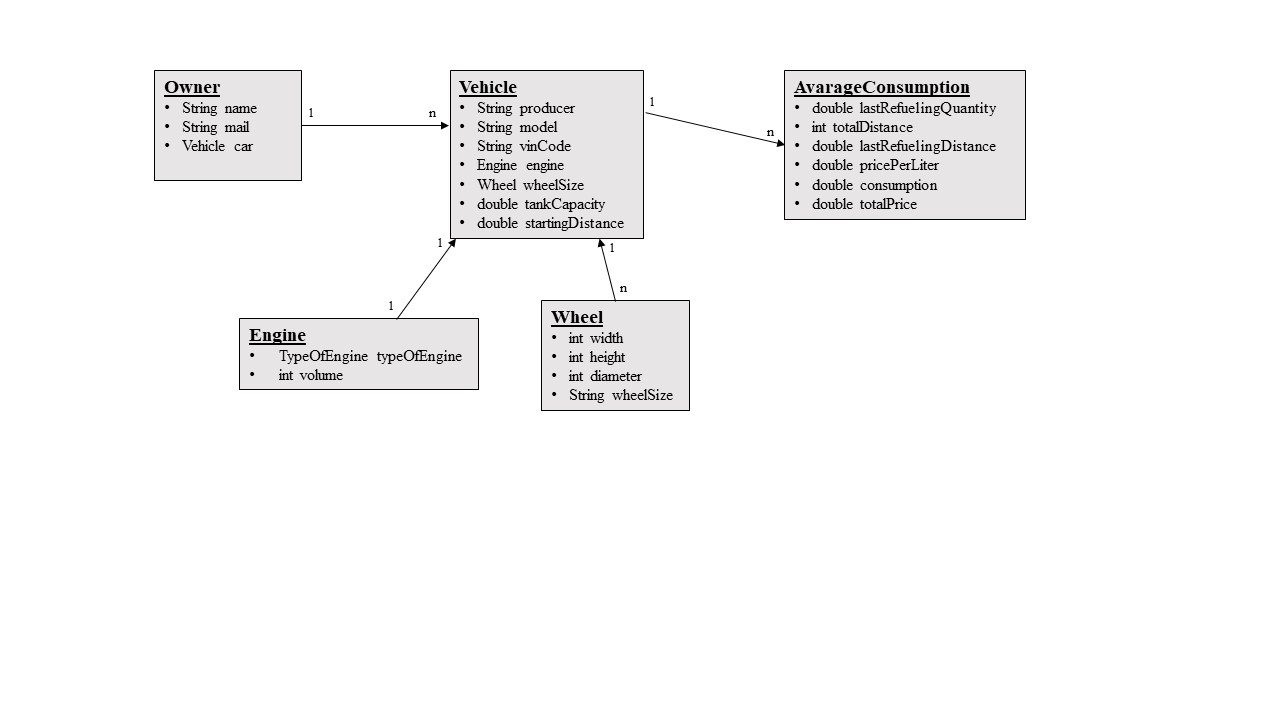 Owner
• String name
• String mail
• Vehicle car
1
n
Vehicle
• String producer
• String model
• String vinCode
• Engine engine
• Wheel wheelSize
• double tankCapacity
• double startingDistance
1
n
AvarageConsumption
• double lastRefuelingQuantity
• int totalDistance
• double lastRefuelingDistance
• double pricePerLiter
• double consumption
• double totalPrice
1
1
Engine
• TypeOfEngine typeOfEngine
• int volume
1
n
Wheel
• int width
• int height
• int diameter
• String wheelSize